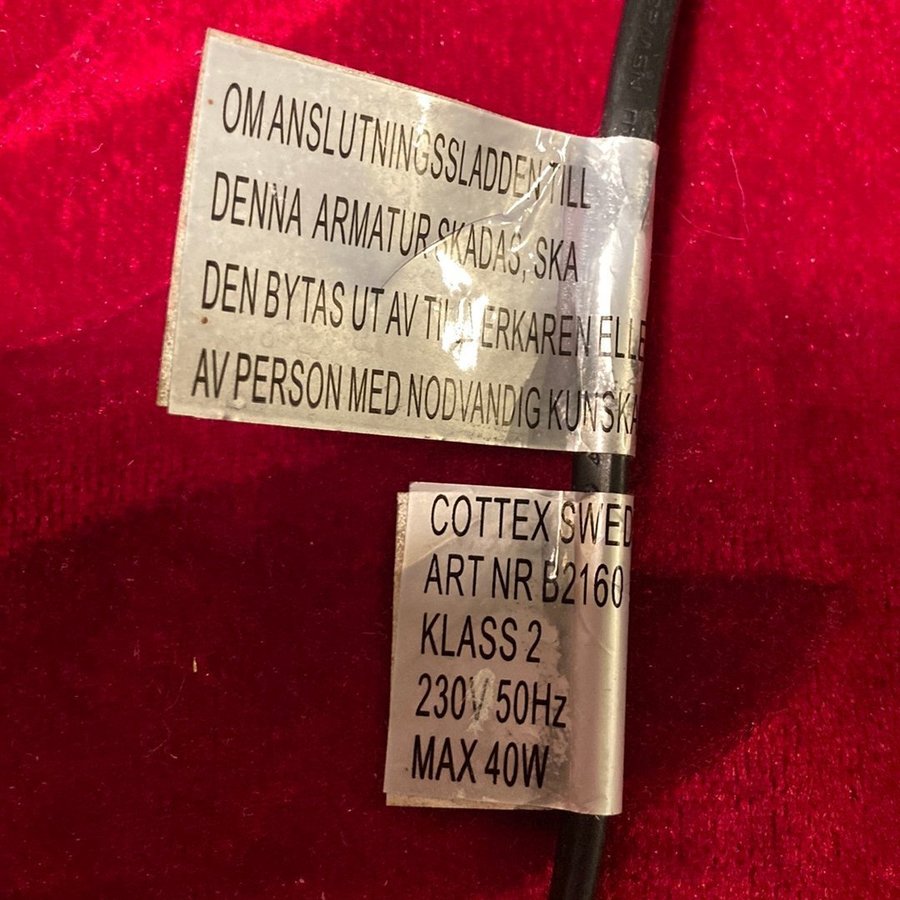 OM ANSLUTNINGSSLADDEN TILL
DENNA ARMATUR SKADAS, SKA
DEN BYTAS UT AV TILLVERKAREN ELLE
AV PERSON MED NODVANDIG KUNSKA
COTTEX SWED
ART NR B2160
KLASS 2
230V 50Hz
MAX 40W